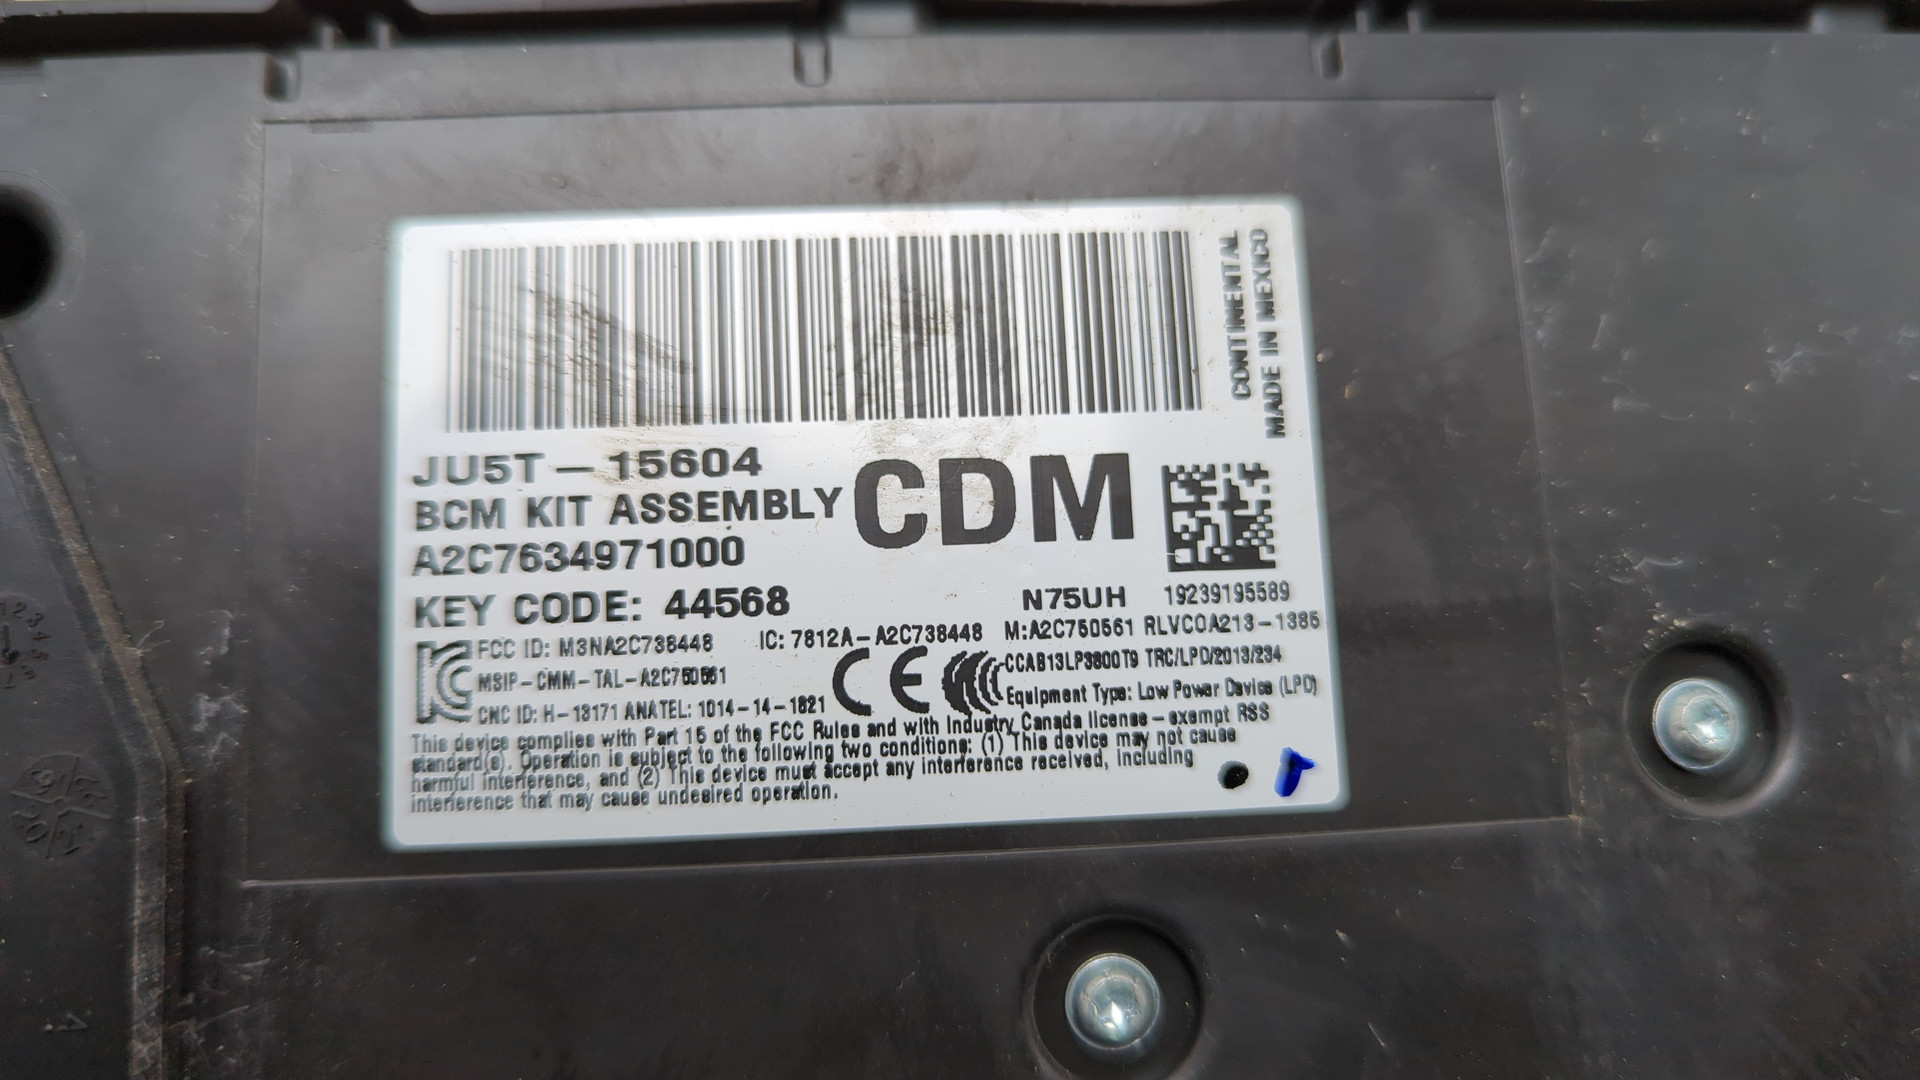 CONTINENTAL
MADE IN MEXICO
JU5T-15604
BCM KIT ASSEMBLY
CDM
A2C7634971000
KEY CODE: 44568
N75UH
19239195589
FCC ID: M3NA2C738448 IC: 7812A-A2C738448 M:A2C750561 RLVCOA213-1385
MSIP-CMM-TAL-A2C750561
CE
CCAB13LP3800T9 TRC/LPD/2013/234
CNC ID: H-13171 ANATEL: 1014-14-1821
Equipment Type: Low Power Device (LPD)
This device complies with Part 15 of the FCC Rules and with Industry Canada license-exempt RSS
standard(s). Operation is subject to the following two conditions: (1) This device may not cause
harmful interference, and (2) This device must accept any interference received, including
interference that may cause undesired operation.